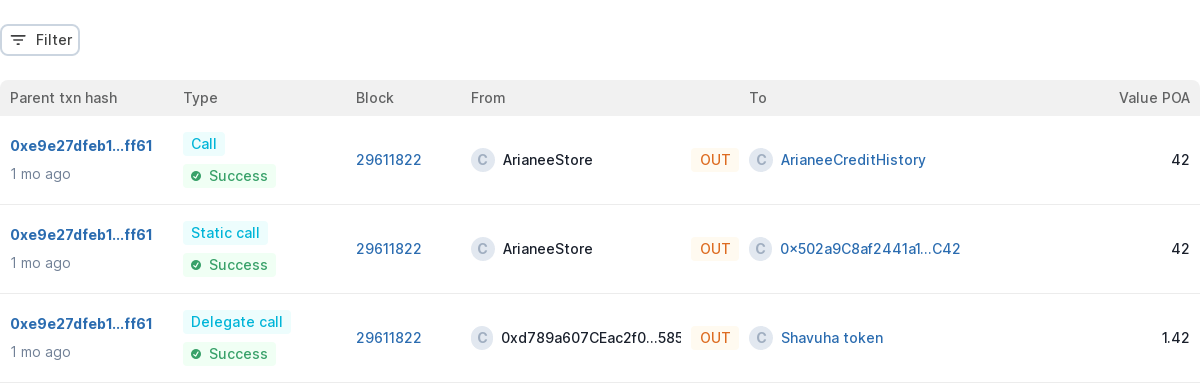 Filter
Parent txn hash Type Block From To Value POA
0xe9e27dfeb1...ff61 Call 29611822 C ArianeeStore OUT C ArianeeCreditHistory 42
1 mo ago Success
0xe9e27dfeb1...ff61 Static call 29611822 C ArianeeStore OUT C 0x502a9C8af2441a1...C42 42
1 mo ago Success
0xe9e27dfeb1...ff61 Delegate call 29611822 C 0xd789a607CEac2f0...585 OUT C Shavuha token 1.42
1 mo ago Success